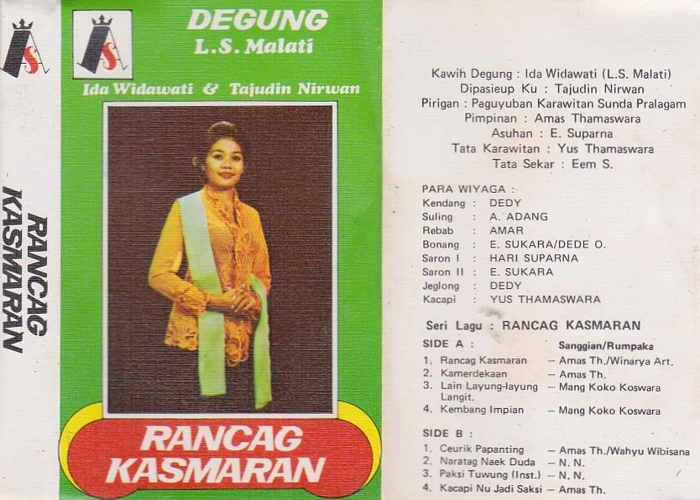 RANCAG
KASMARAN
DEGUNG
L.S. Malati
Ida Widawati & Tajudin Nirwan
RANCAG
KASMARAN
Kawih Degung : Ida Widawati (L.S. Malati)
Dipasieup Ku : Tajudin Nirwan
Pirigan : Paguyuban Karawitan Sunda Pralagam
Pimpinan : Amas Thamaswara
Asuhan : E. Suparna
Tata Karawitan : Yus Thamaswara
Tata Sekar : Eem S.
PARA WIYAGA :
Kendang : DEDY
Suling : A. ADANG
Rebab : AMAR
Bonang : E. SUKARA/DEDE O.
Saron I : HARI SUPARNA
Saron II : E. SUKARA
Jeglong : DEDY
Kacapi : YUS THAMASWARA
Seri Lagu : RANCAG KASMARAN
SIDE A : Sanggian/Rumpaka
1. Rancag Kasmaran – Amas Th./Winarya Art.
2. Kamerdekaan – Amas Th.
3. Lain Layung-layung – Mang Koko Koswara
Langit.
4. Kembang Impian – Mang Koko Koswara
SIDE B :
1. Ceurik Papanting – Amas Th./Wahyu Wibisana
2. Naratag Naek Duda – N. N.
3. Paksi Tuwung (Inst.) – N. N.
4. Kacapi Nu Jadi Saksi – Amas Th.